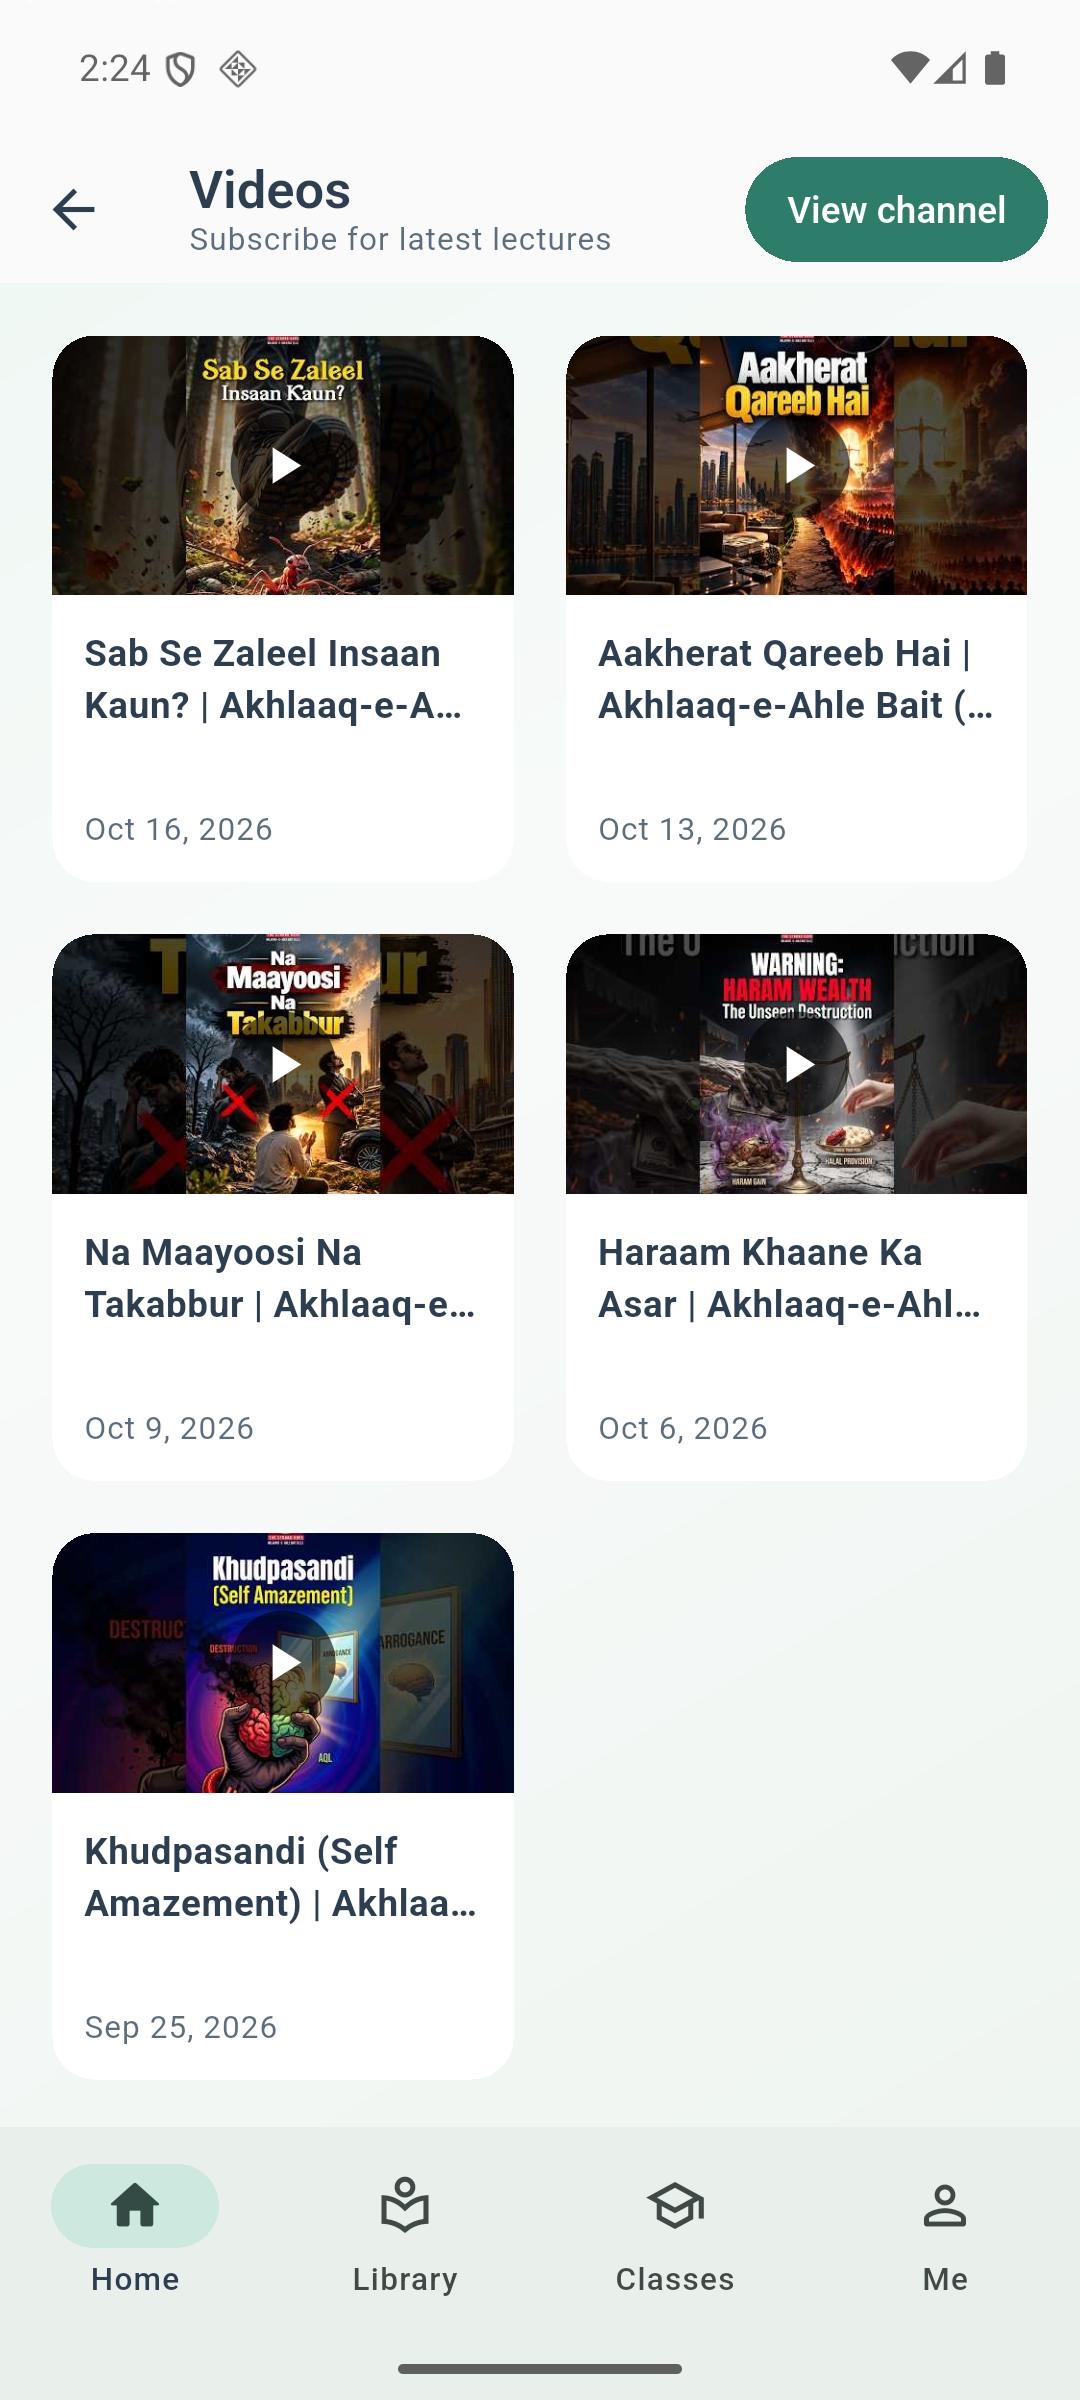 2:24
Videos
Subscribe for latest lectures
View channel
Sab Se Zaleel
Insaan Kaun?
Aakherat
Qareeb Hai
Sab Se Zaleel Insaan
Kaun? | Akhlaaq-e-A...
Oct 16, 2026
Aakherat Qareeb Hai |
Akhlaaq-e-Ahle Bait (...
Oct 13, 2026
Na
Maayoosi
Na
Takabbur
WARNING:
HARAM WEALTH
The Unseen Destruction
HARAM GAIN
HALAL PROVISION
Na Maayoosi Na
Takabbur | Akhlaaq-e...
Oct 9, 2026
Haraam Khaane Ka
Asar | Akhlaaq-e-Ahl...
Oct 6, 2026
Khudpasandi
(Self Amazement)
DESTRUCTION
ARROGANCE
AQL
Khudpasandi (Self
Amazement) | Akhlaa...
Sep 25, 2026
Home
Library
Classes
Me